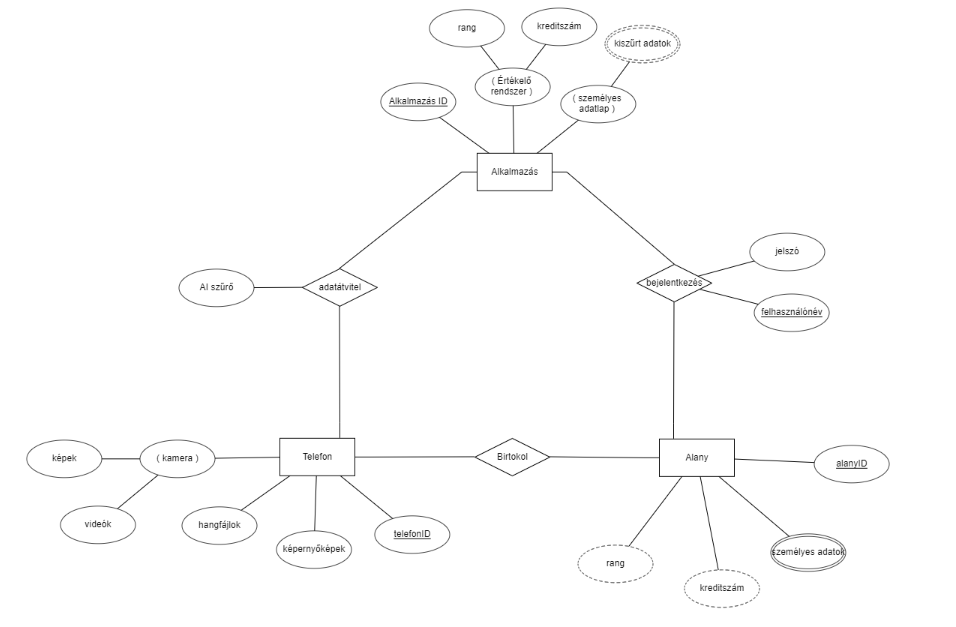 rang
kreditszám
kiszűrt adatok
( Értékelő
rendszer )
Alkalmazás ID
( személyes
adatlap )
Alkalmazás
jelszó
AI szűrő
adatátvitel
bejelentkezés
felhasználónév
képek
( kamera )
Telefon
Birtokol
Alany
alanyID
videók
hangfájlok
képernyőképek
telefonID
rang
kreditszám
személyes adatok